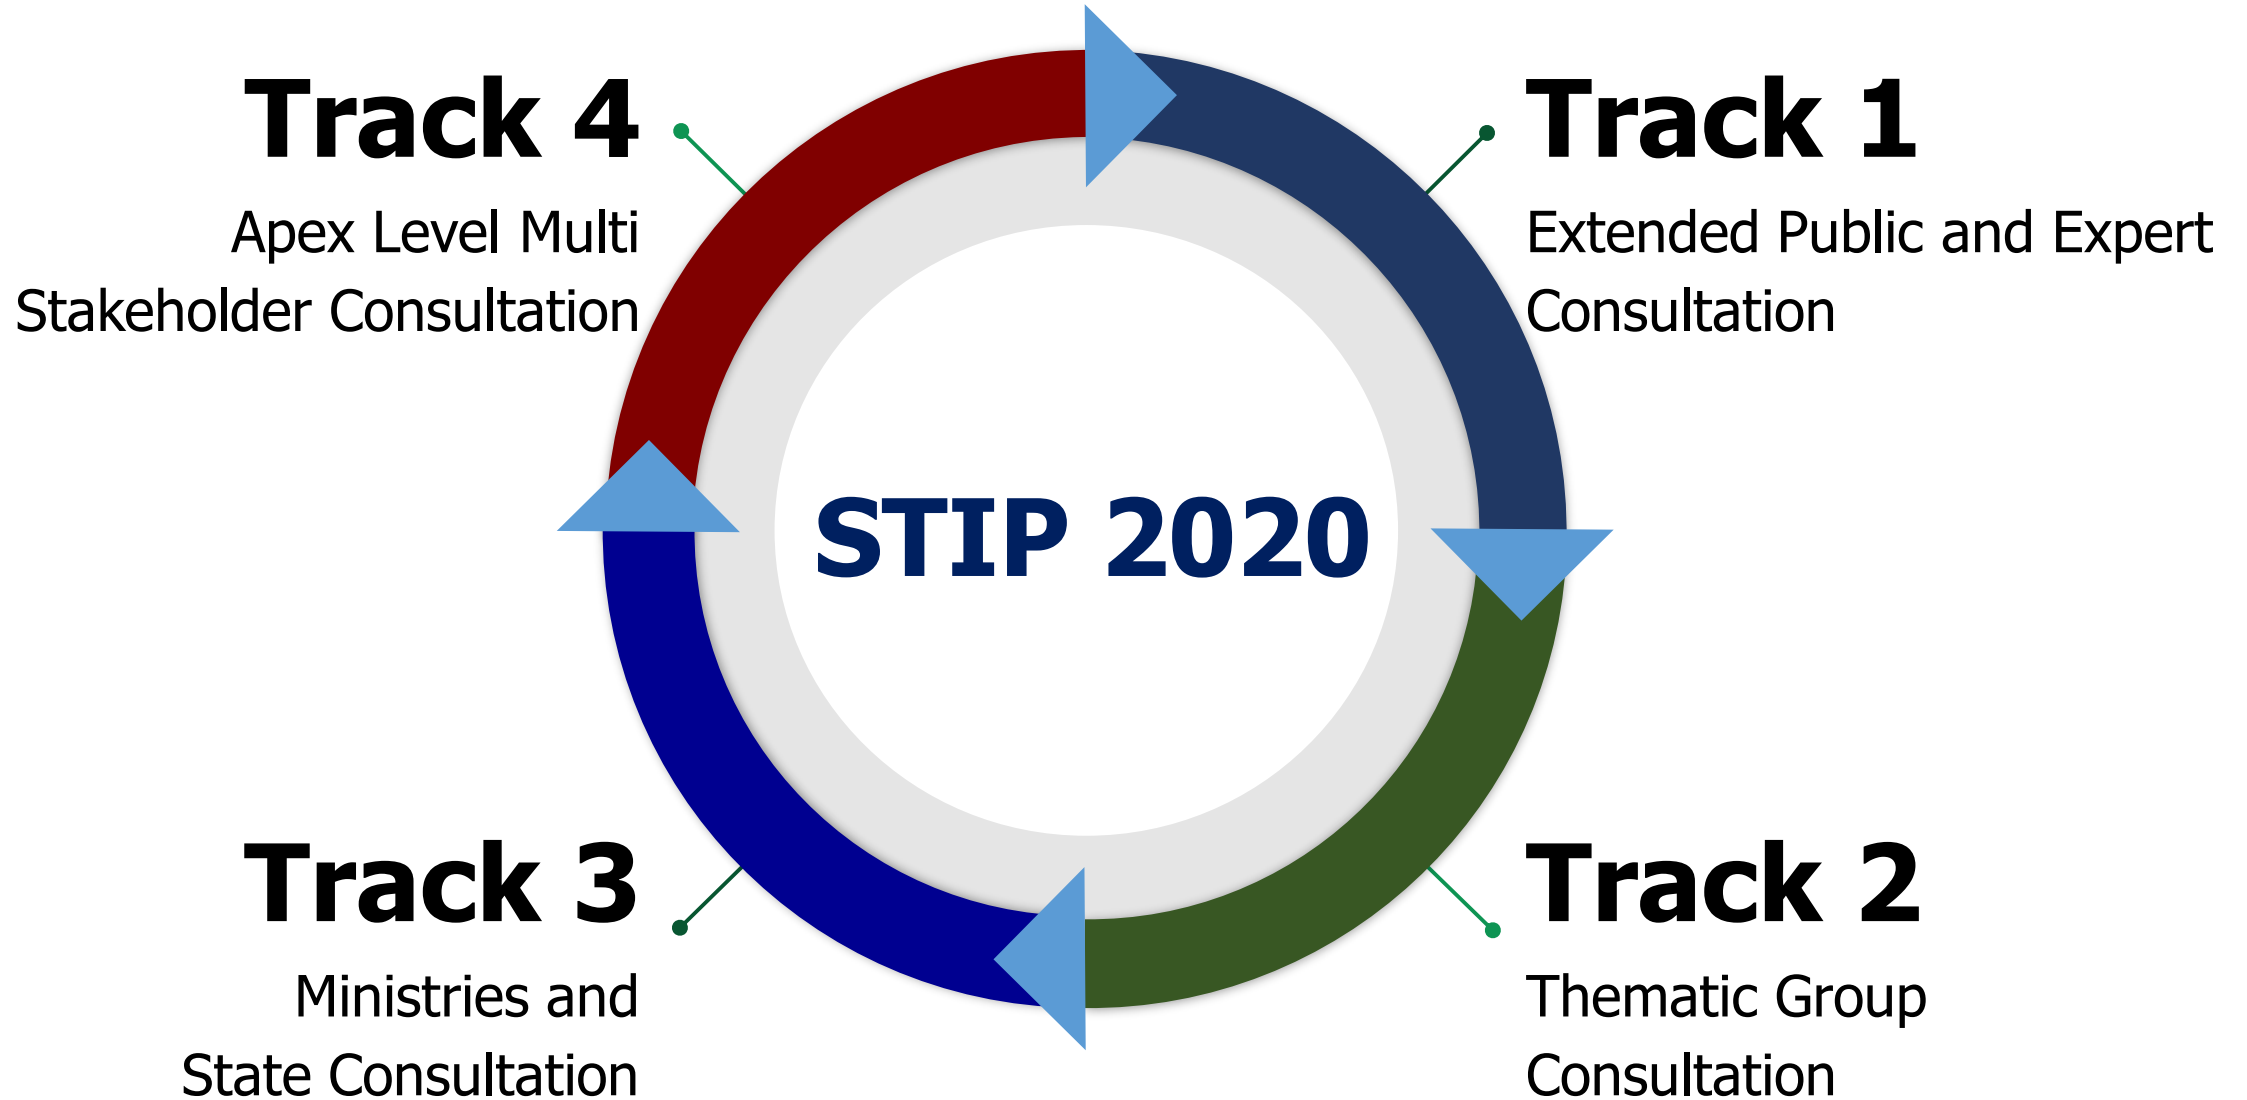 Track 4
Apex Level Multi
Stakeholder Consultation
Track 1
Extended Public and Expert
Consultation
STIP 2020
Track 3
Ministries and
State Consultation
Track 2
Thematic Group
Consultation